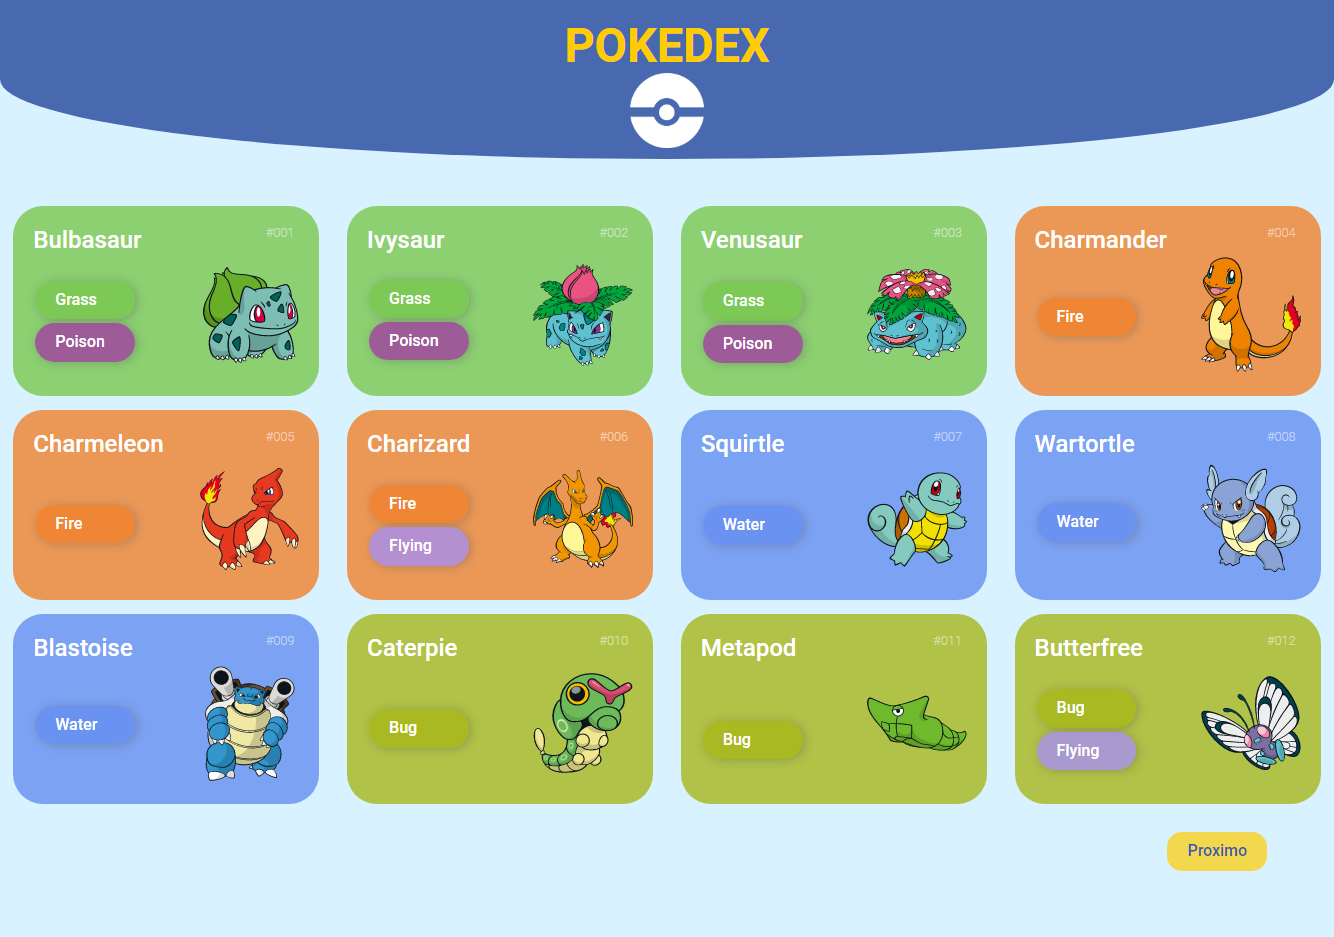 POKEDEX
Bulbasaur #001
Grass
Poison
Ivysaur #002
Grass
Poison
Venusaur #003
Grass
Poison
Charmander #004
Fire
Charmeleon #005
Fire
Charizard #006
Fire
Flying
Squirtle #007
Water
Wartortle #008
Water
Blastoise #009
Water
Caterpie #010
Bug
Metapod #011
Bug
Butterfree #012
Bug
Flying
Proximo